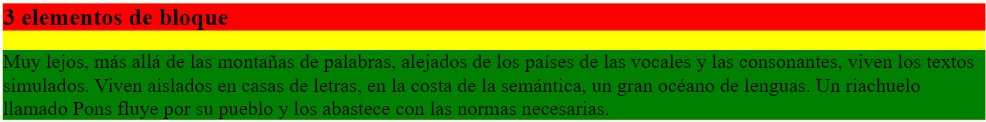 3 elementos de bloque
Muy lejos, más allá de las montañas de palabras, alejados de los países de las vocales y las consonantes, viven los textos
simulados. Viven aislados en casas de letras, en la costa de la semántica, un gran océano de lenguas. Un riachuelo
llamado Pons fluye por su pueblo y los abastece con las normas necesarias.